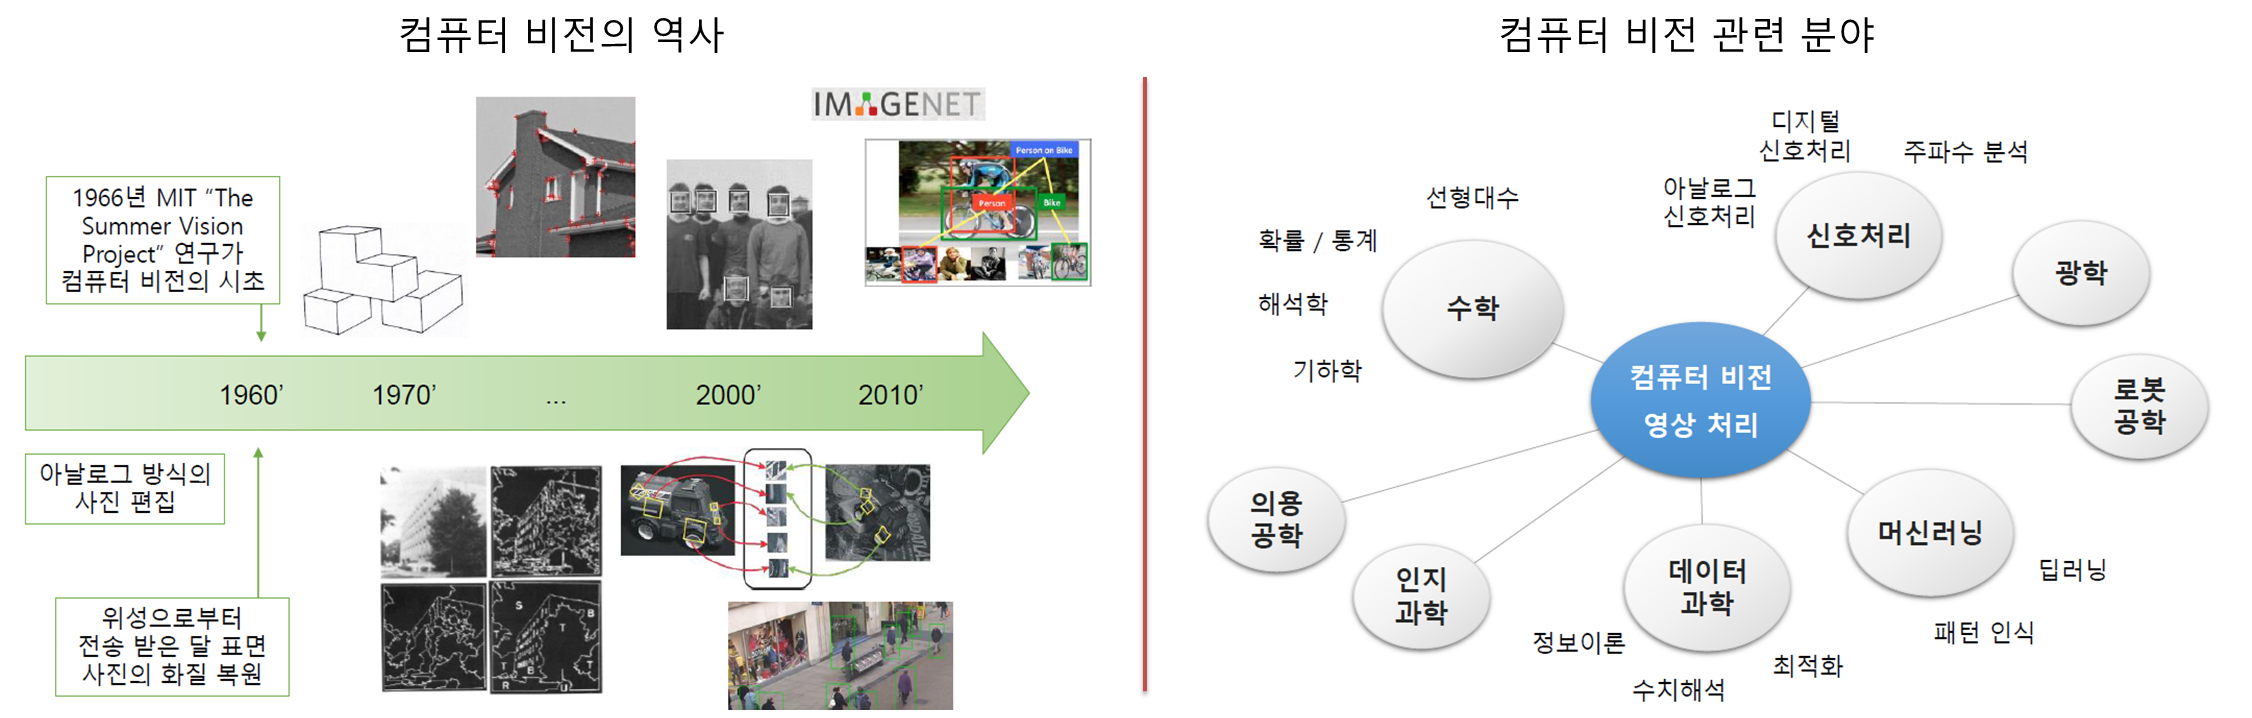 컴퓨터 비전의 역사
1966년 MIT “The
Summer Vision
Project” 연구가
컴퓨터 비전의 시초
IMAGENET
Person on Bike
Person
Bike
1960’
1970’
...
2000’
2010’
아날로그 방식의
사진 편집
위성으로부터
전송 받은 달 표면
사진의 화질 복원
S
B
T
T
T
B
T
T
R
U
컴퓨터 비전 관련 분야
디지털
신호처리
주파수 분석
아날로그
신호처리
신호처리
선형대수
확률 / 통계
해석학
기하학
수학
광학
컴퓨터 비전
영상 처리
로봇
공학
의용
공학
인지
과학
데이터
과학
머신러닝
딥러닝
패턴 인식
정보이론
수치해석
최적화